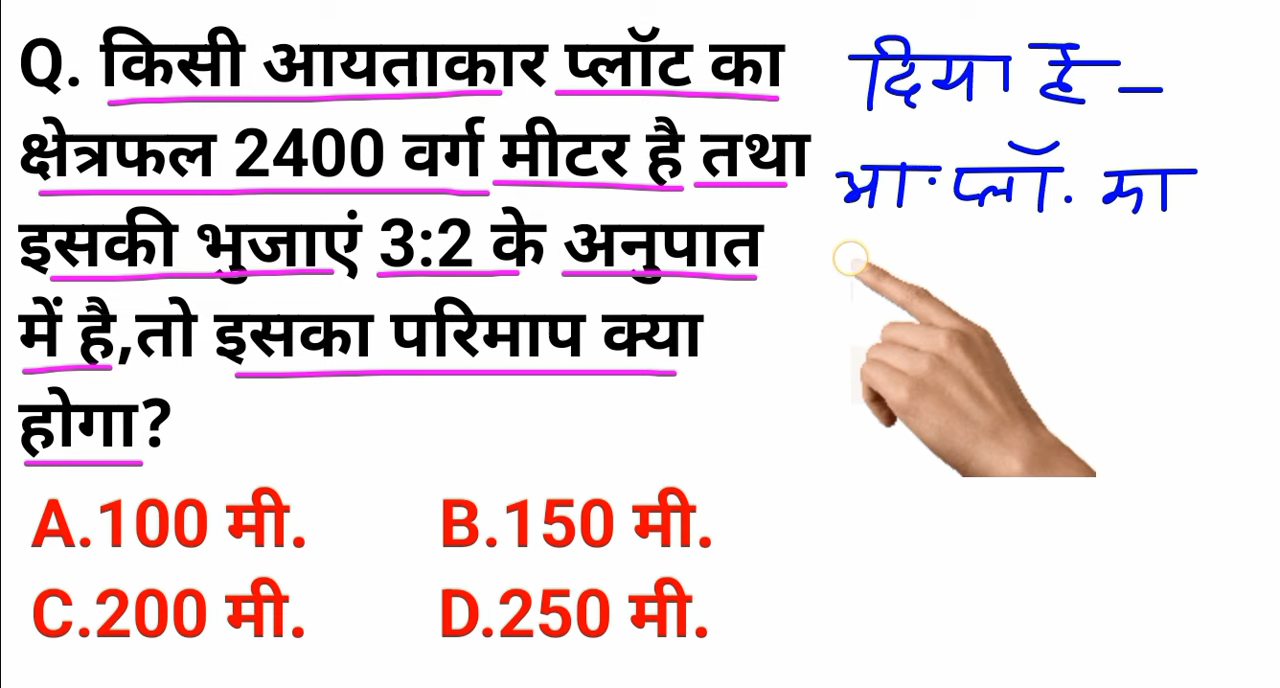 Q. किसी आयताकार प्लॉट का
क्षेत्रफल 2400 वर्ग मीटर है तथा
इसकी भुजाएं 3:2 के अनुपात
में है,तो इसका परिमाप क्या
होगा?
A.100 मी. B.150 मी.
C.200 मी. D.250 मी.
दिया है –
आ. प्लॉ. का